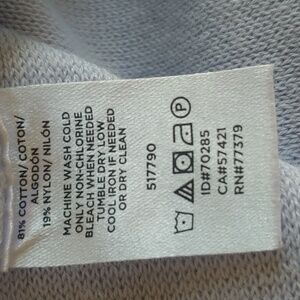 81% COTTON/ COTON/
ALGODÓN
19% NYLON/ NILÓN
MACHINE WASH COLD
ONLY NON-CHLORINE
BLEACH WHEN NEEDED
TUMBLE DRY LOW
COOL IRON IF NEEDED
OR DRY CLEAN
517790
P
ID#70285
CA#57421
RN#77379